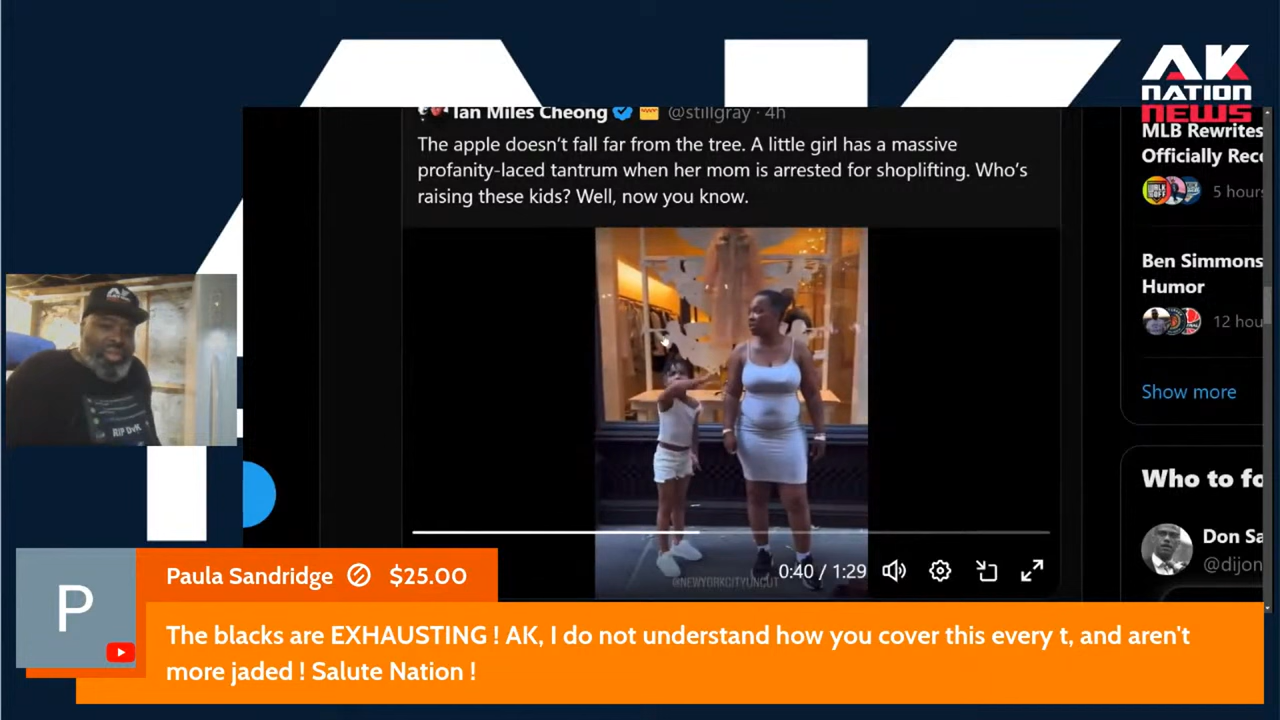 AK
NATION
NEWS
Ian Miles Cheong @stillgray · 4h
The apple doesn't fall far from the tree. A little girl has a massive
profanity-laced tantrum when her mom is arrested for shoplifting. Who's
raising these kids? Well, now you know.
MLB Rewrites
Officially Reco
5 hours
Ben Simmons
Humor
12 hou
Show more
Who to fo
Don Sa
@dijon
RIP DvK
@NEWYORKCITYUNCUT
0:40 / 1:29
P
Paula Sandridge $25.00
The blacks are EXHAUSTING ! AK, I do not understand how you cover this every t, and aren't
more jaded ! Salute Nation !